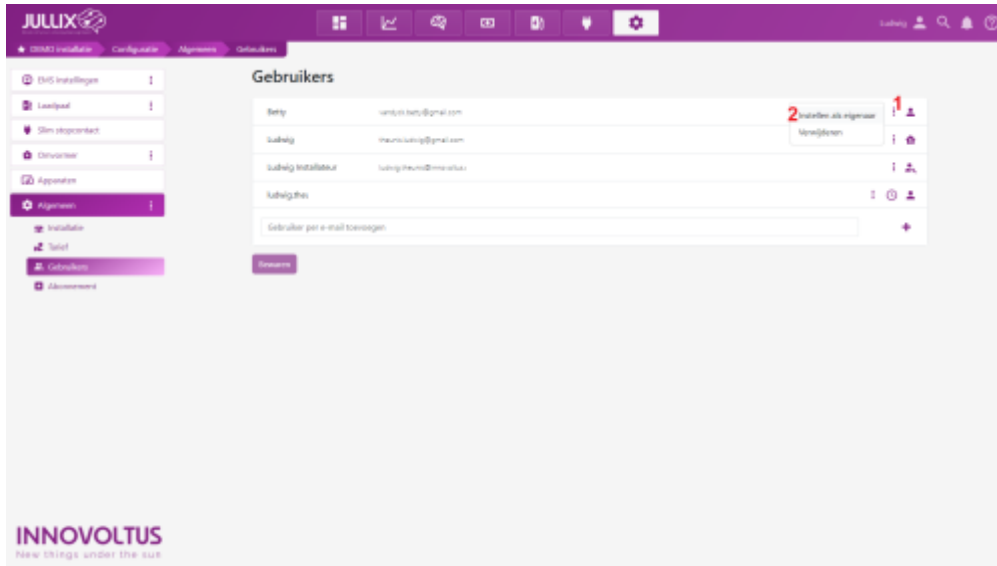 JULLIX
Ludwig
DEMO installatie Configuratie Algemeen Gebruikers
EMS instellingen
Laadpaal
Slim stopcontact
Omvormer
Apparaten
Algemeen
Installatie
Tarief
Gebruikers
Abonnement
Gebruikers
Betty
1
2 Instellen als eigenaar
Verwijderen
Ludwig
Ludwig Installateur
ludwig.thes
Gebruiker per e-mail toevoegen
Bewaren
INNOVOLTUS
New things under the sun